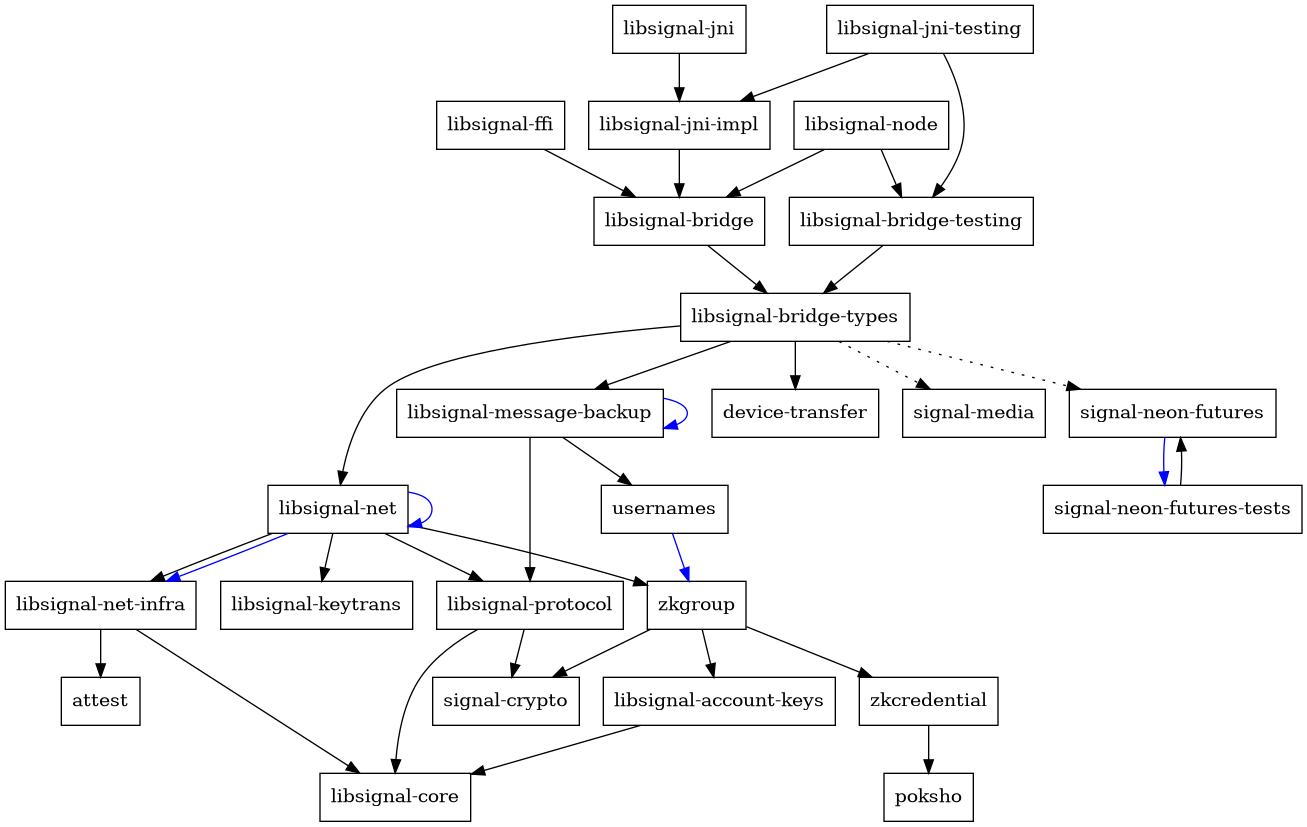 libsignal-jni
libsignal-jni-testing
libsignal-ffi
libsignal-jni-impl
libsignal-node
libsignal-bridge
libsignal-bridge-testing
libsignal-bridge-types
libsignal-message-backup
device-transfer
signal-media
signal-neon-futures
libsignal-net
usernames
signal-neon-futures-tests
libsignal-net-infra
libsignal-keytrans
libsignal-protocol
zkgroup
attest
signal-crypto
libsignal-account-keys
zkcredential
libsignal-core
poksho